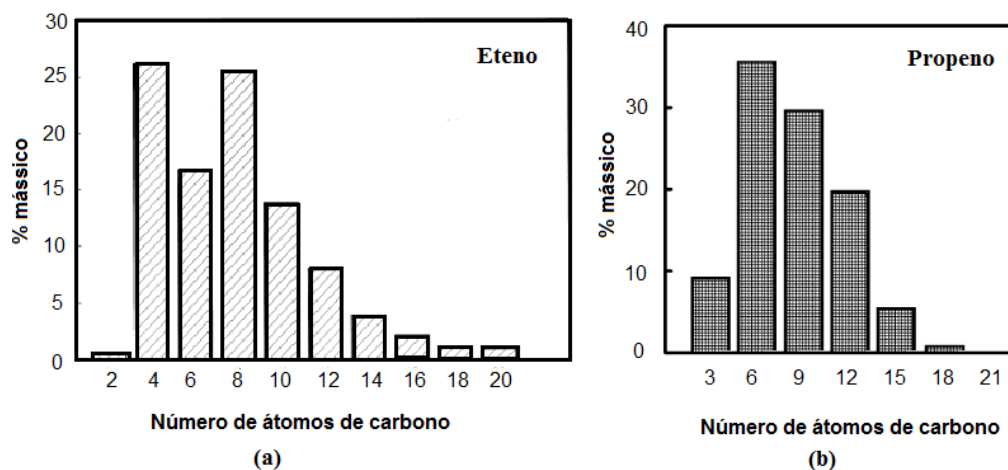 Eteno
% mássico
30
25
20
15
10
5
0
2 4 6 8 10 12 14 16 18 20
Número de átomos de carbono
(a)
Propeno
% mássico
40
30
20
10
0
3 6 9 12 15 18 21
Número de átomos de carbono
(b)